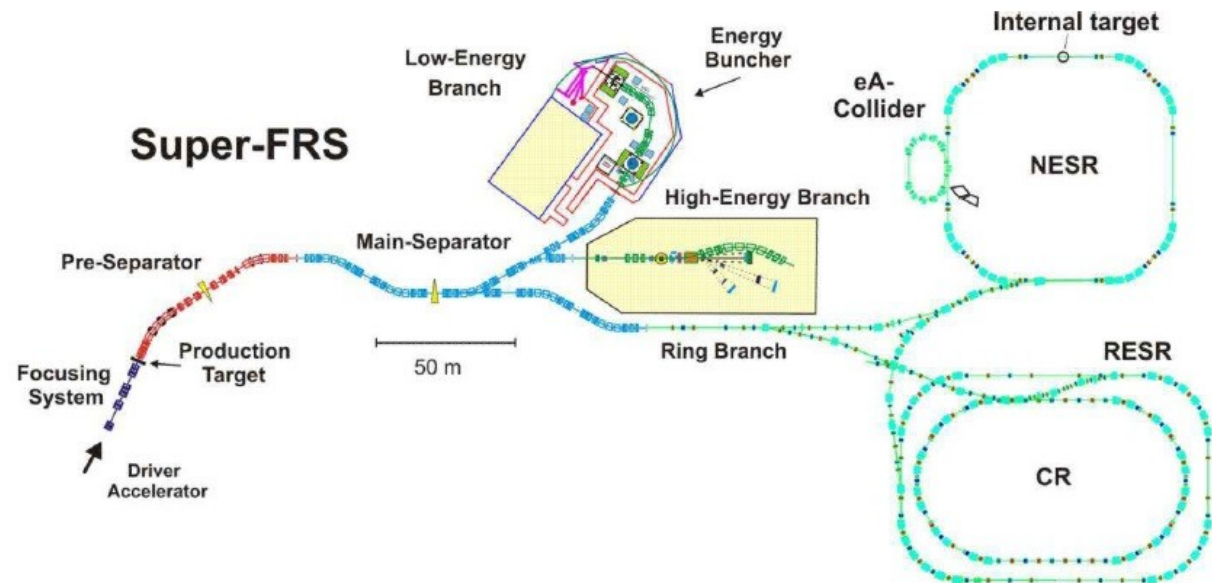 Internal target
Energy
Buncher
Low-Energy
Branch
eA-
Collider
Super-FRS
NESR
High-Energy Branch
Main-Separator
Pre-Separator
Production
Target
50 m
Ring Branch
RESR
Focusing
System
CR
Driver
Accelerator